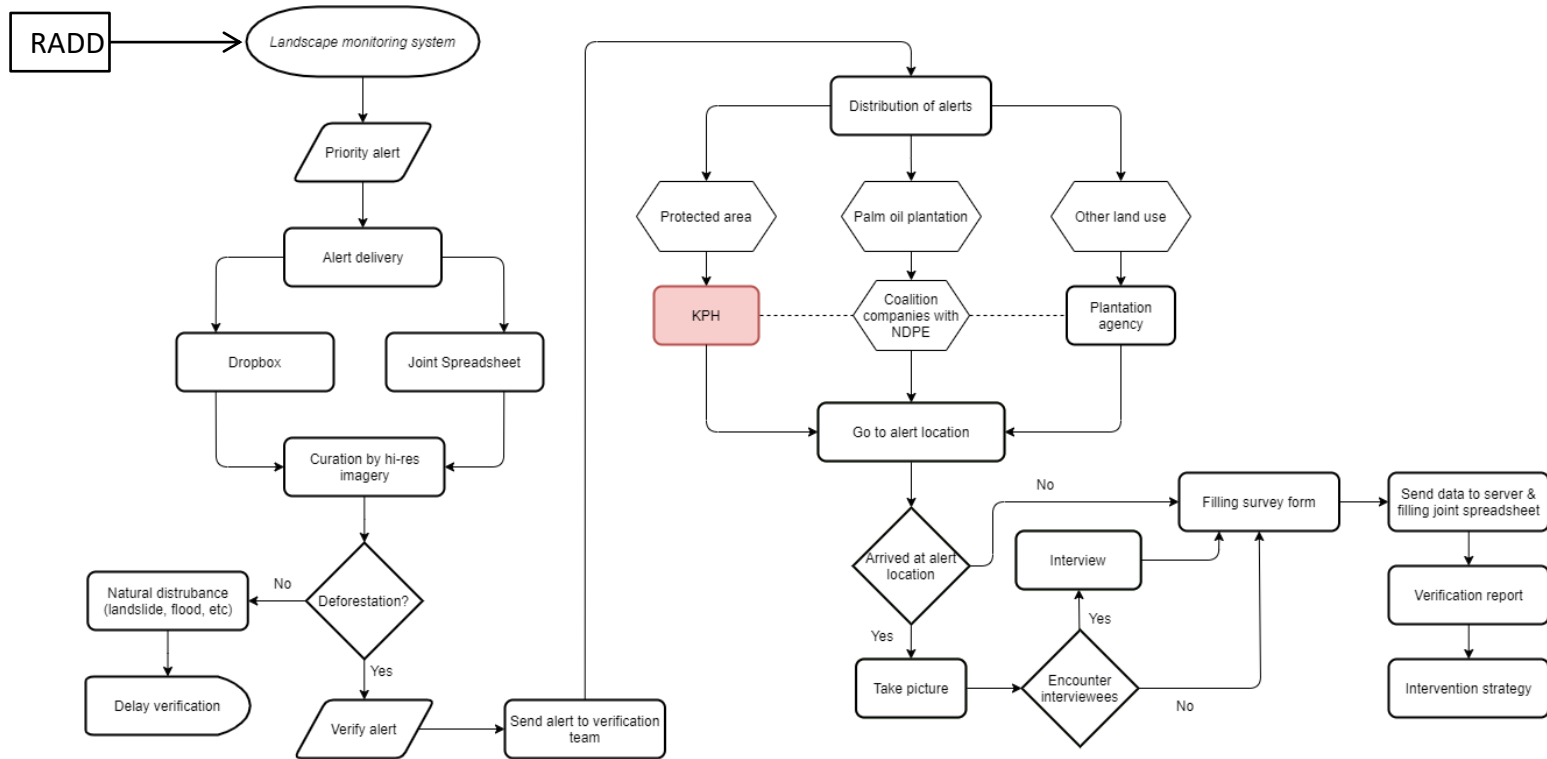 RADD
Landscape monitoring system
Priority alert
Alert delivery
Dropbox
Joint Spreadsheet
Curation by hi-res
imagery
Deforestation?
No
Natural distrubance
(landslide, flood, etc)
Delay verification
Yes
Verify alert
Send alert to verification
team
Distribution of alerts
Protected area
Palm oil plantation
Other land use
KPH
Coalition
companies with
NDPE
Plantation
agency
Go to alert location
Arrived at alert
location
No
Yes
Take picture
Encounter
interviewees
Yes
No
Interview
Filling survey form
Send data to server &
filling joint spreadsheet
Verification report
Intervention strategy